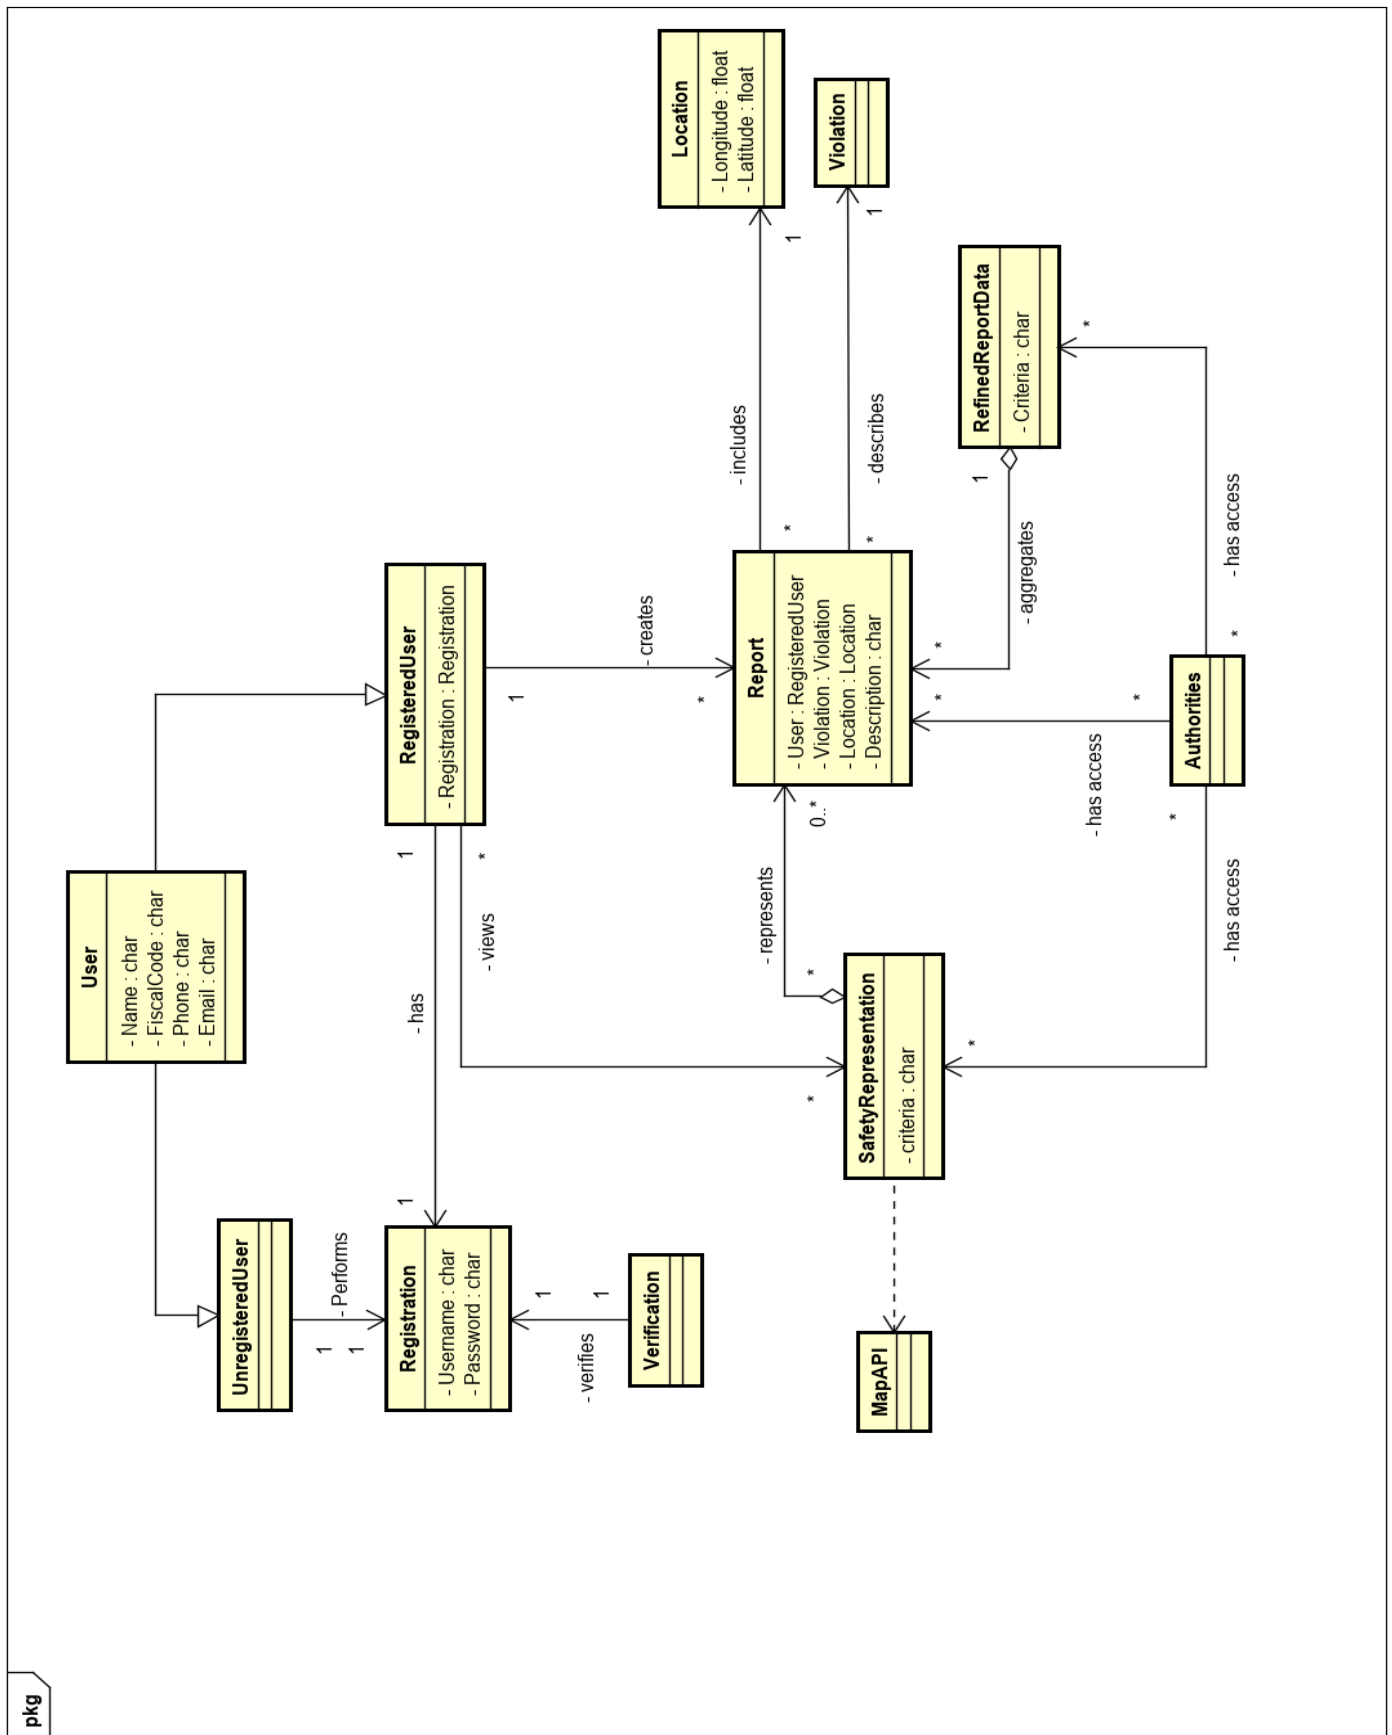 pkg
User
- Name : char
- FiscalCode : char
- Phone : char
- Email : char
UnregisteredUser
- Performs
1
1
Registration
- Username : char
- Password : char
- verifies
1
1
Verification
RegisteredUser
- Registration : Registration
1
- has
1
*
- views
*
1
- creates
*
Report
- User : RegisteredUser
- Violation : Violation
- Location : Location
- Description : char
*
- includes
1
Location
- Longitude : float
- Latitude : float
*
- describes
1
Violation
MapAPI
SafetyRepresentation
- criteria : char
*
- represents
0..*
RefinedReportData
- Criteria : char
1
- aggregates
*
*
- has access
*
*
- has access
*
*
- has access
*
Authorities